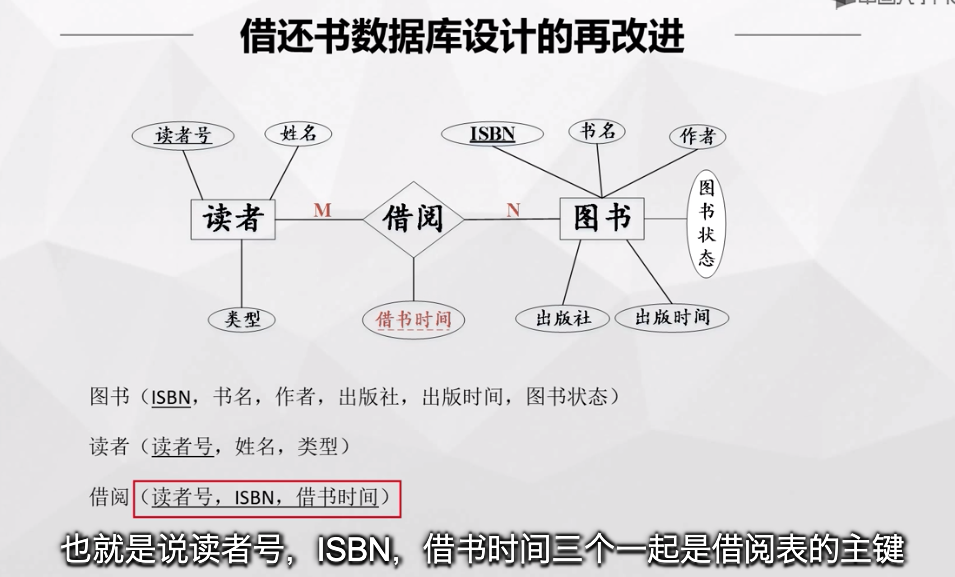 借还书数据库设计的再改进
读者号 姓名 ISBN 书名 作者
读者 M 借阅 N 图书 图书状态
类型 借书时间 出版社 出版时间
图书（ISBN，书名，作者，出版社，出版时间，图书状态）
读者（读者号，姓名，类型）
借阅（读者号，ISBN，借书时间）
也就是说读者号，ISBN，借书时间三个一起是借阅表的主键